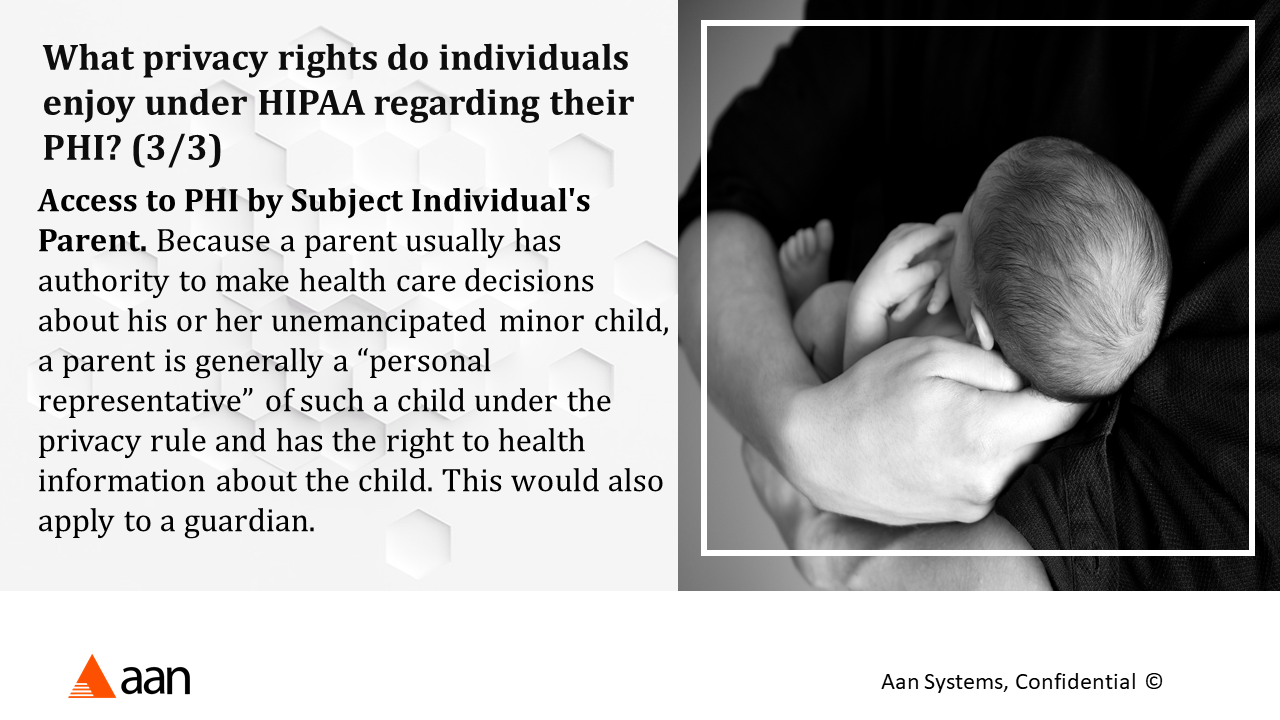 What privacy rights do individuals
enjoy under HIPAA regarding their
PHI? (3/3)
Access to PHI by Subject Individual's
Parent. Because a parent usually has
authority to make health care decisions
about his or her unemancipated minor child,
a parent is generally a “personal
representative” of such a child under the
privacy rule and has the right to health
information about the child. This would also
apply to a guardian.
aan
Aan Systems, Confidential ©